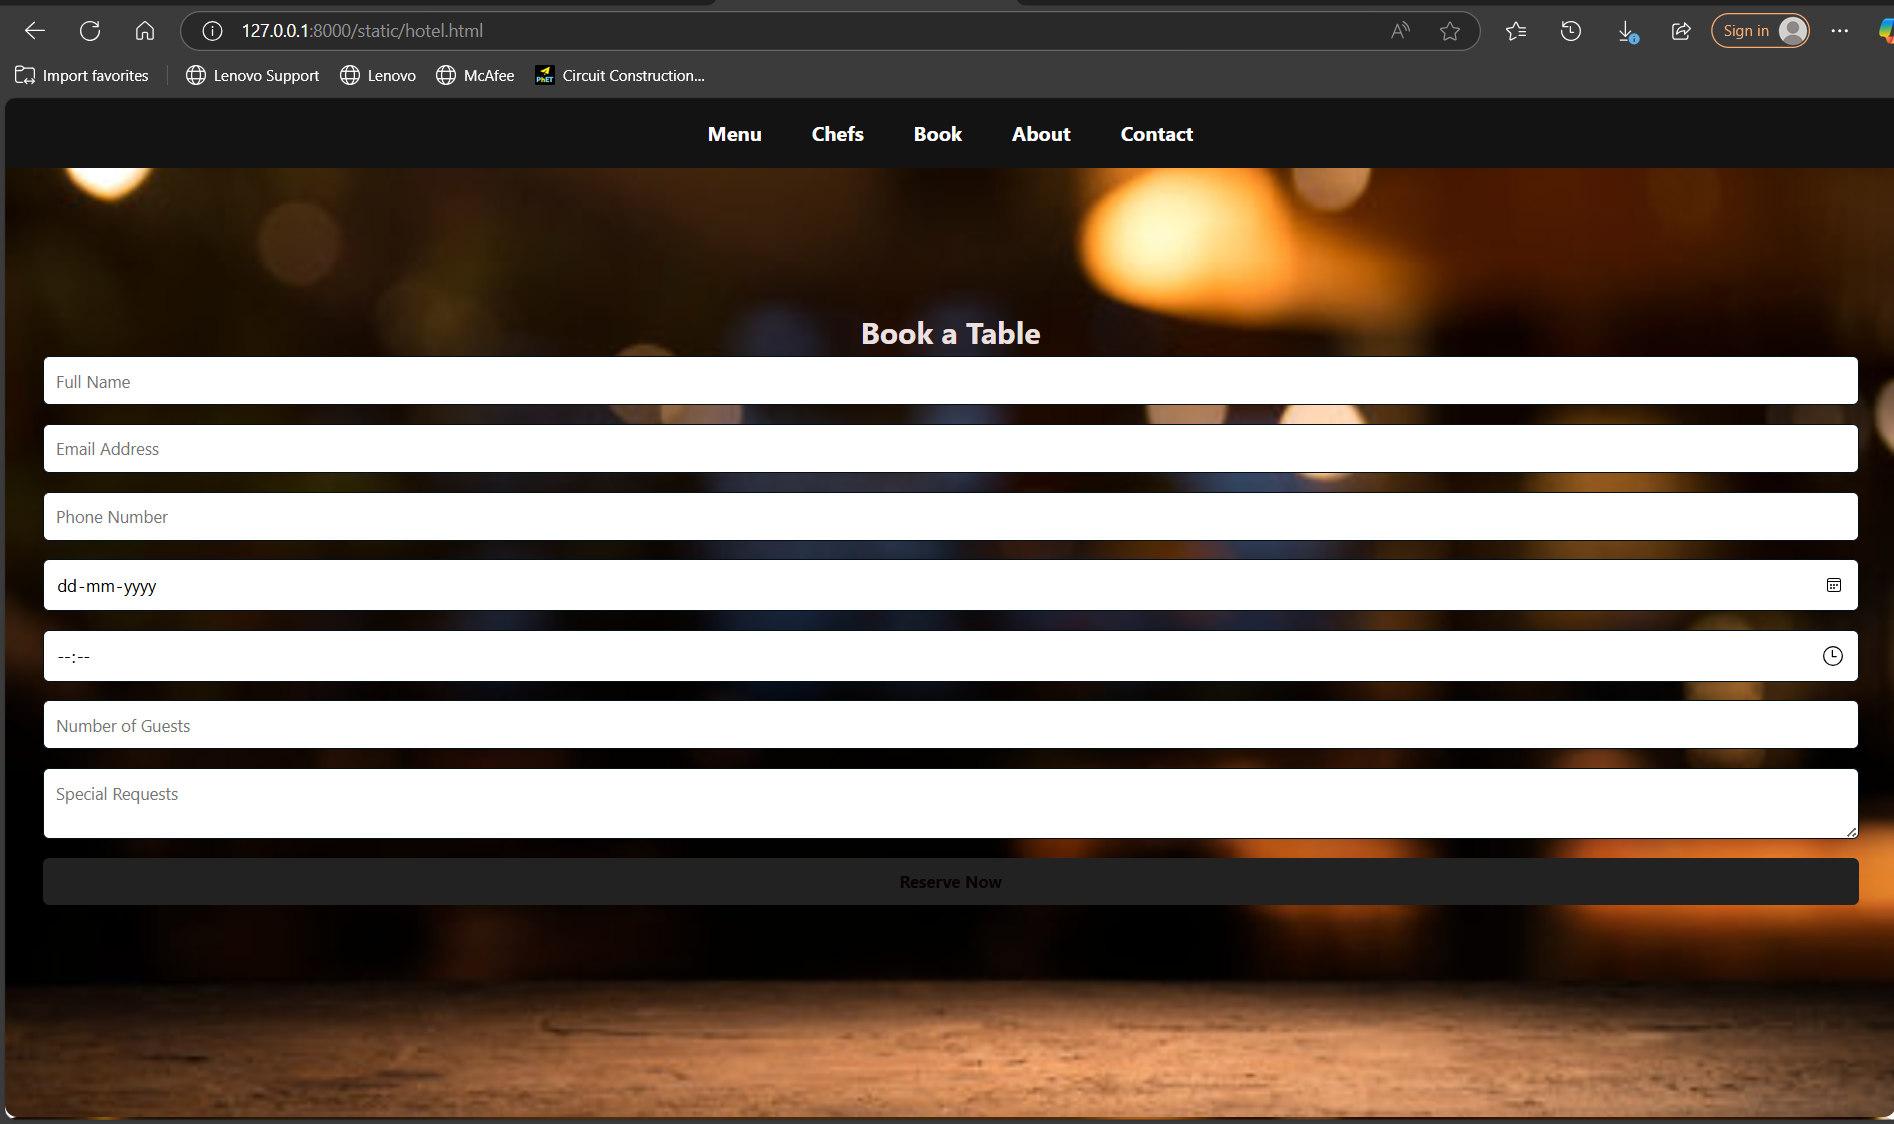 127.0.0.1:8000/static/hotel.html
Sign in
Import favorites
Lenovo Support
Lenovo
McAfee
PhET
Circuit Construction...
Menu
Chefs
Book
About
Contact
Book a Table
Full Name
Email Address
Phone Number
dd-mm-yyyy
--:--
Number of Guests
Special Requests
Reserve Now